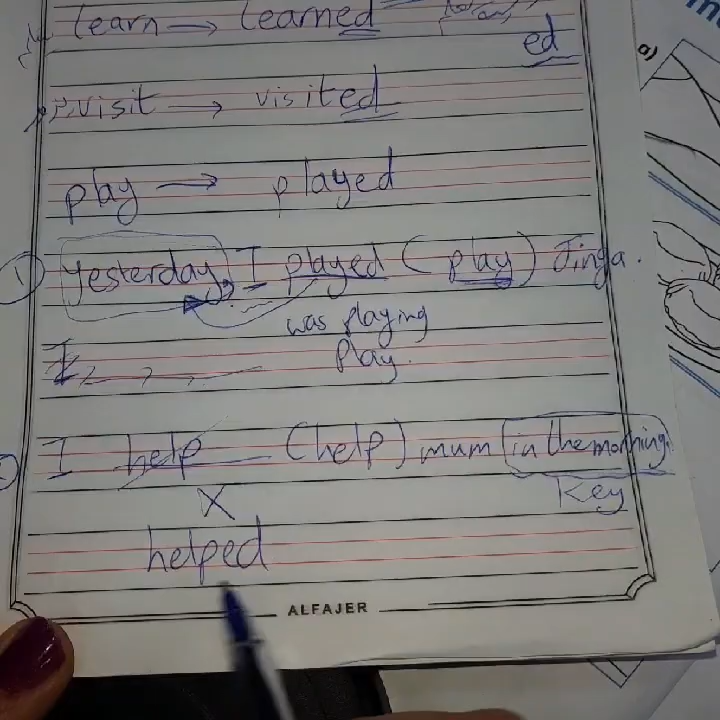 learn → learned
ed
visit → visited
play → played
1 Yesterday, I played (play) Jinga.
was playing
play.
I
I help (help) mum in the morning.
X
key
helped
ALFAJER